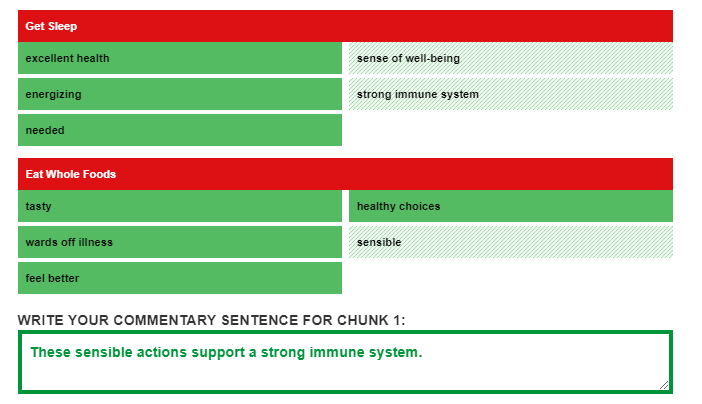 Get Sleep
excellent health sense of well-being
energizing strong immune system
needed
Eat Whole Foods
tasty healthy choices
wards off illness sensible
feel better
WRITE YOUR COMMENTARY SENTENCE FOR CHUNK 1:
These sensible actions support a strong immune system.